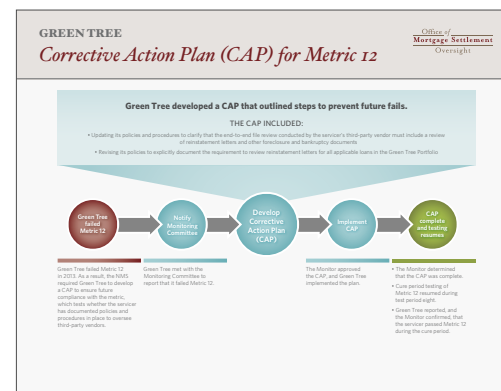 GREEN TREE
Corrective Action Plan (CAP) for Metric 12
Office of
Mortgage Settlement
Oversight
Green Tree developed a CAP that outlined steps to prevent future fails.
THE CAP INCLUDED:
• Updating its policies and procedures to clarify that the end-to-end file review conducted by the servicer's third-party vendor must include a review
of reinstatement letters and other foreclosure and bankruptcy documents
• Revising its policies to explicitly document the requirement to review reinstatement letters for all applicable loans in the Green Tree Portfolio
Green Tree
failed
Metric 12
Notify
Monitoring
Committee
Develop
Corrective
Action Plan
(CAP)
Implement
CAP
CAP
complete
and testing
resumes
Green Tree failed Metric 12
in 2013. As a result, the NMS
required Green Tree to develop
a CAP to ensure future
compliance with the metric,
which tests whether the servicer
has documented policies and
procedures in place to oversee
third-party vendors.
Green Tree met with the
Monitoring Committee to
report that it failed Metric 12.
The Monitor approved
the CAP, and Green Tree
implemented the plan.
• The Monitor determined
that the CAP was complete.
• Cure period testing of
Metric 12 resumed during
test period eight.
• Green Tree reported, and
the Monitor confirmed, that
the servicer passed Metric 12
during the cure period.